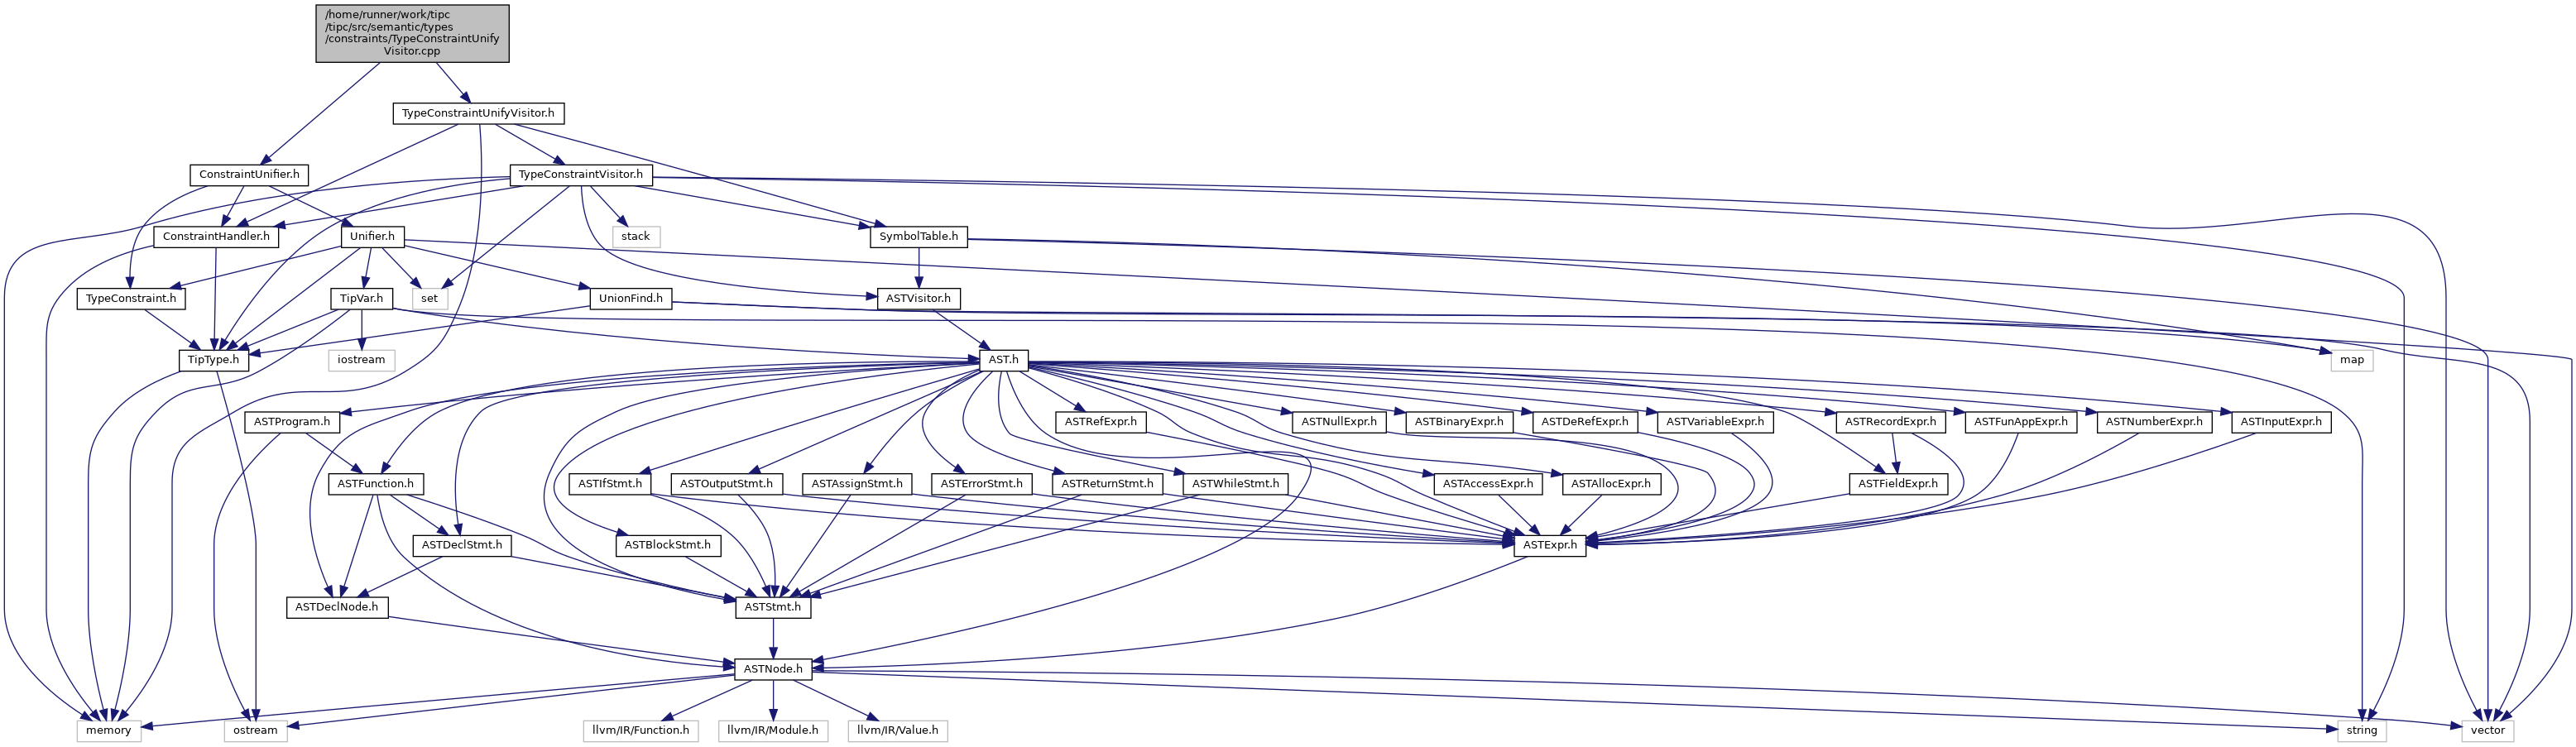 /home/runner/work/tipc
/tipc/src/semantic/types
/constraints/TypeConstraintUnify
Visitor.cpp
TypeConstraintUnifyVisitor.h
ConstraintUnifier.h
TypeConstraintVisitor.h
ConstraintHandler.h
Unifier.h
stack
SymbolTable.h
TypeConstraint.h
TipVar.h
set
UnionFind.h
ASTVisitor.h
TipType.h
iostream
AST.h
map
ASTProgram.h
ASTRefExpr.h
ASTNullExpr.h
ASTBinaryExpr.h
ASTDeRefExpr.h
ASTVariableExpr.h
ASTRecordExpr.h
ASTFunAppExpr.h
ASTNumberExpr.h
ASTInputExpr.h
ASTFunction.h
ASTIfStmt.h
ASTOutputStmt.h
ASTAssignStmt.h
ASTErrorStmt.h
ASTReturnStmt.h
ASTWhileStmt.h
ASTAccessExpr.h
ASTAllocExpr.h
ASTFieldExpr.h
ASTDeclStmt.h
ASTBlockStmt.h
ASTExpr.h
ASTDeclNode.h
ASTStmt.h
ASTNode.h
memory
ostream
llvm/IR/Function.h
llvm/IR/Module.h
llvm/IR/Value.h
string
vector